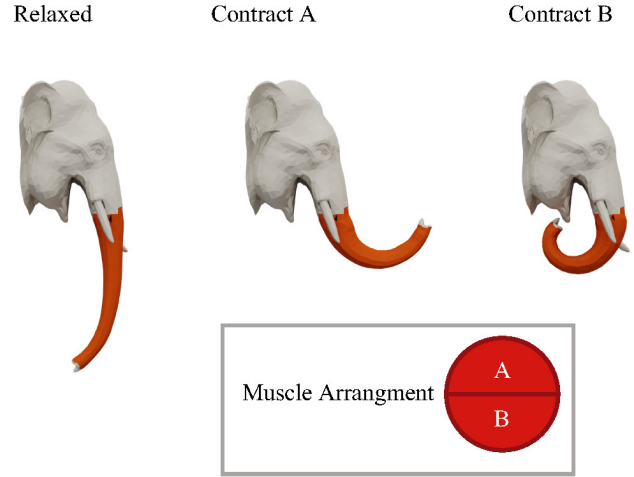 Relaxed
Contract A
Contract B
Muscle Arrangment
A
B